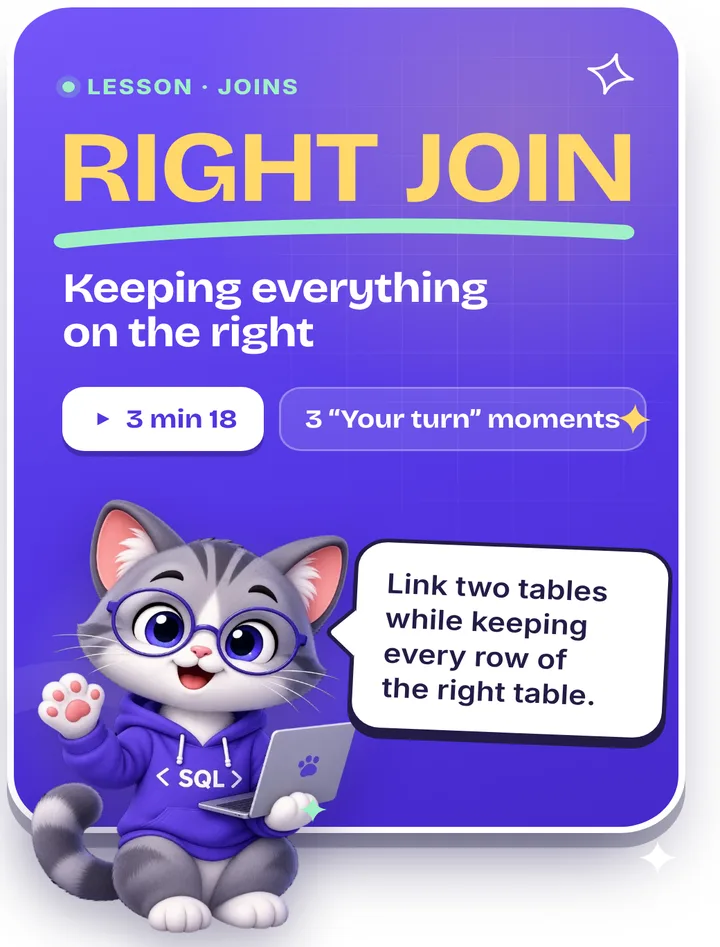 LESSON · JOINS
RIGHT JOIN
Keeping everything
on the right
3 min 18
3 “Your turn” moments
Link two tables
while keeping
every row of
the right table.
< SQL >